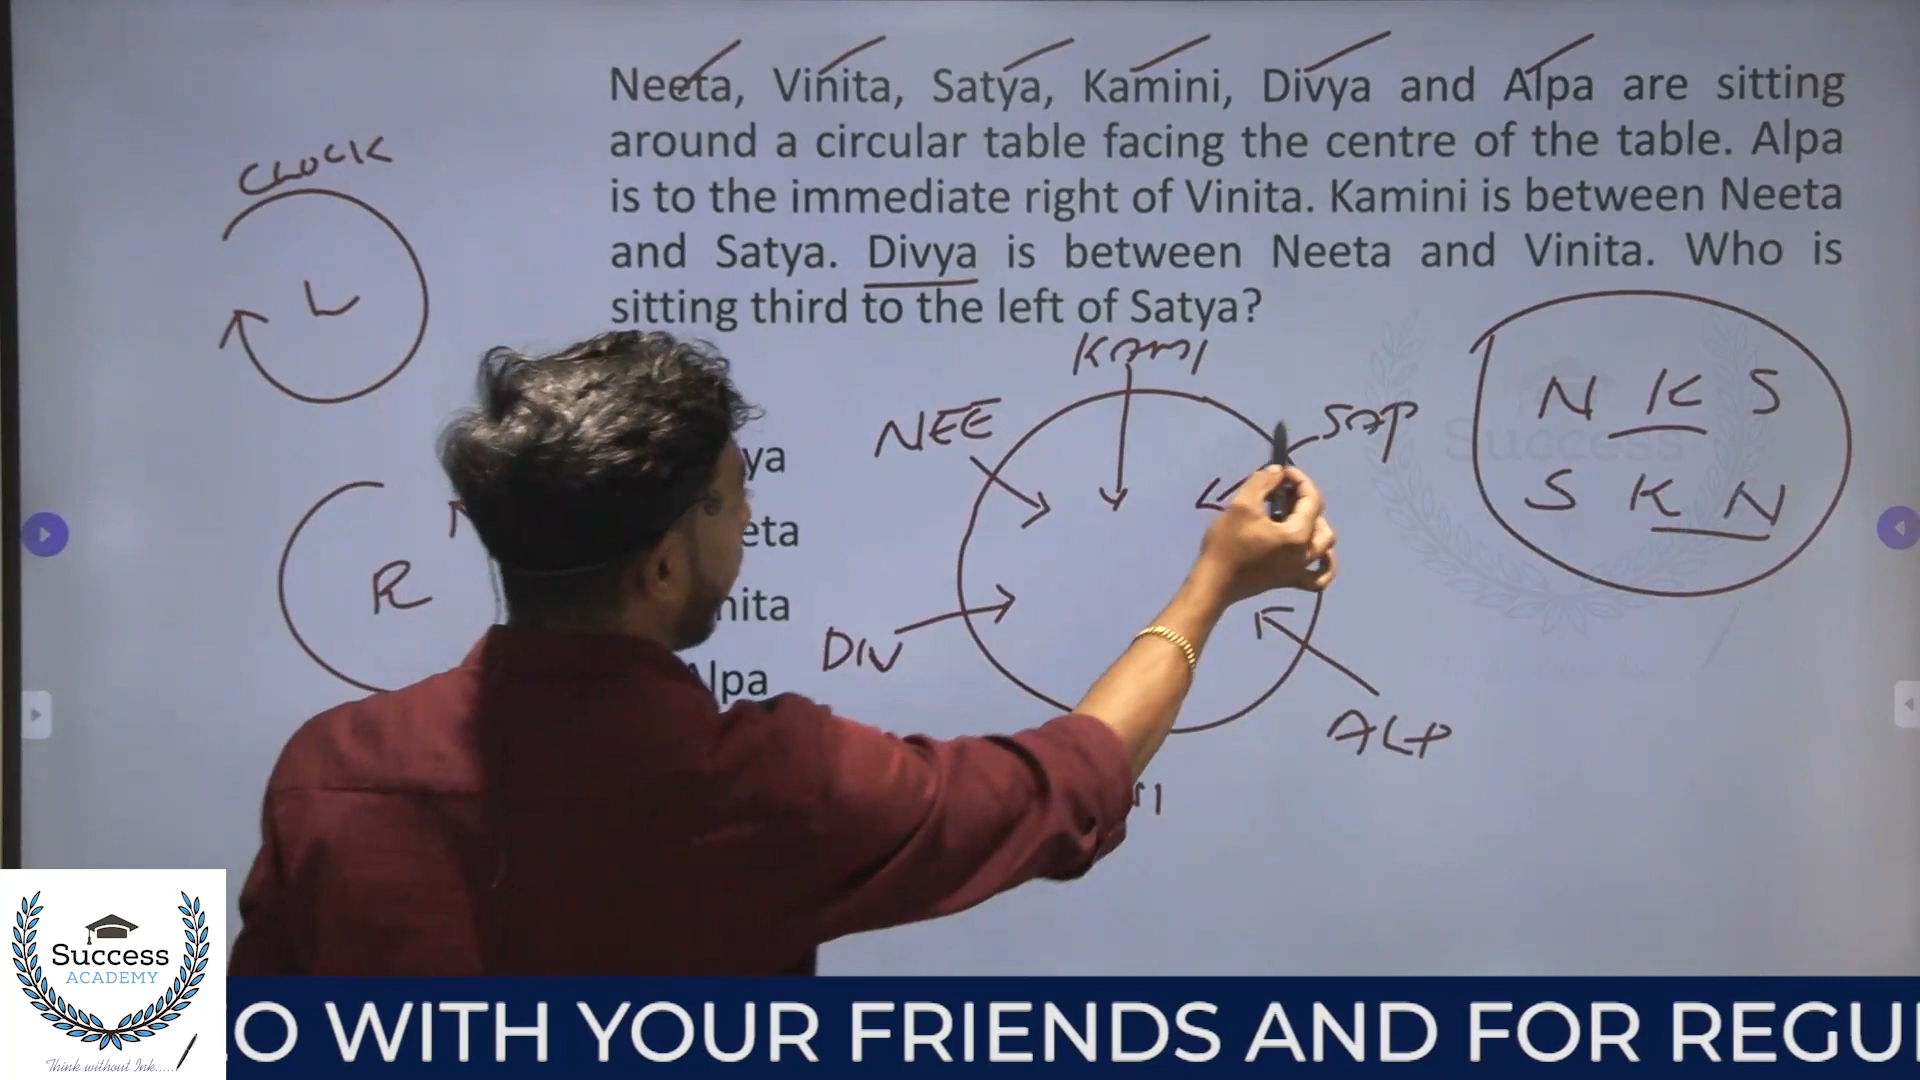 Neeta, Vinita, Satya, Kamini, Divya and Alpa are sitting
around a circular table facing the centre of the table. Alpa
is to the immediate right of Vinita. Kamini is between Neeta
and Satya. Divya is between Neeta and Vinita. Who is
sitting third to the left of Satya?
CLOCK
L
R
KAMI
NEE
SAT
DIV
ALP
N K S
S K N
ya
eta
nita
lpa
Success
ACADEMY
Think without Ink......
O WITH YOUR FRIENDS AND FOR REGU